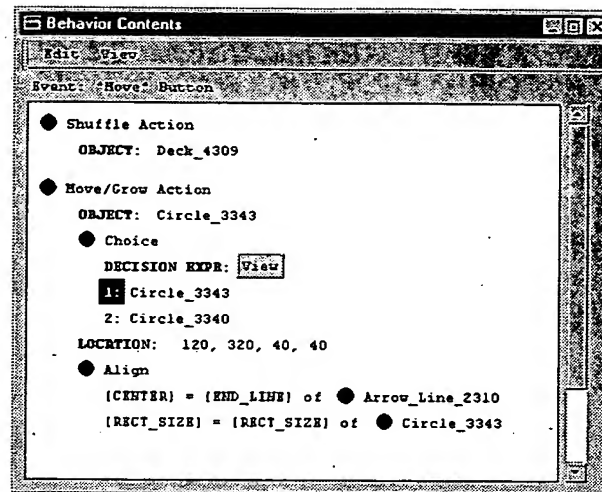 Behavior Contents
Edit View
Event: "Move" Button
Shuffle Action
OBJECT: Deck_4309
Move/Grow Action
OBJECT: Circle_3343
Choice
DECISION EXPR: View
1: Circle_3343
2: Circle_3340
LOCATION: 120, 320, 40, 40
Align
[CENTER] = [END_LINE] of Arrow_Line_2310
[RECT_SIZE] = [RECT_SIZE] of Circle_3343